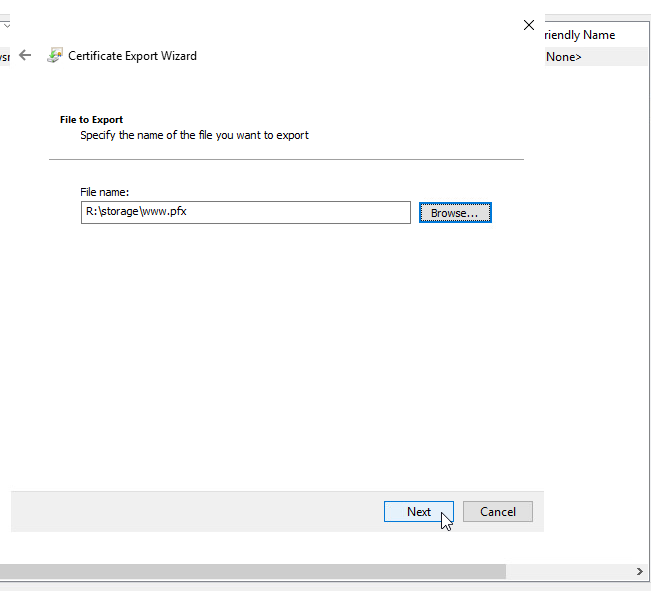 riendly Name
Certificate Export Wizard
None>
File to Export
Specify the name of the file you want to export
File name:
R:\storage\www.pfx
Browse...
Next
Cancel